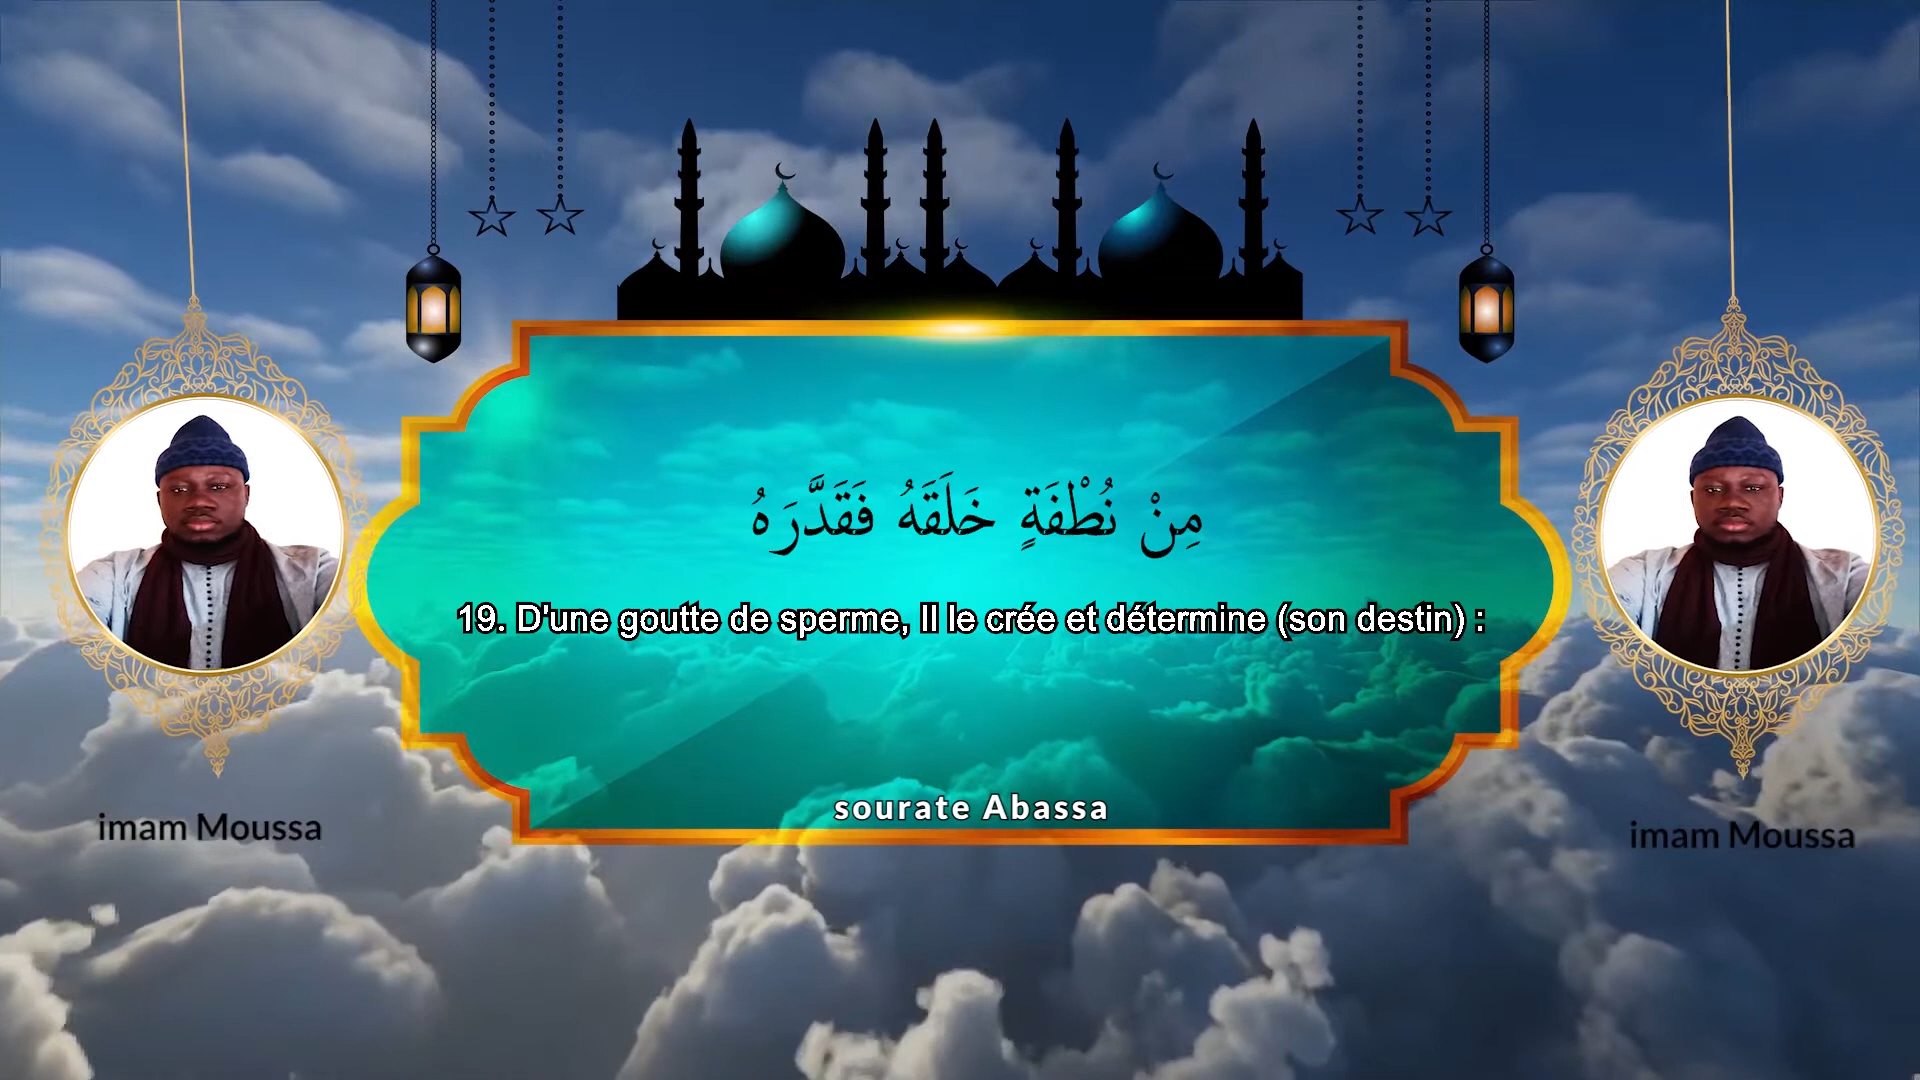 مِنْ نُطْفَةٍ خَلَقَهُ فَقَدَّرَهُ
19. D'une goutte de sperme, Il le crée et détermine (son destin) :
sourate Abassa
imam Moussa
imam Moussa